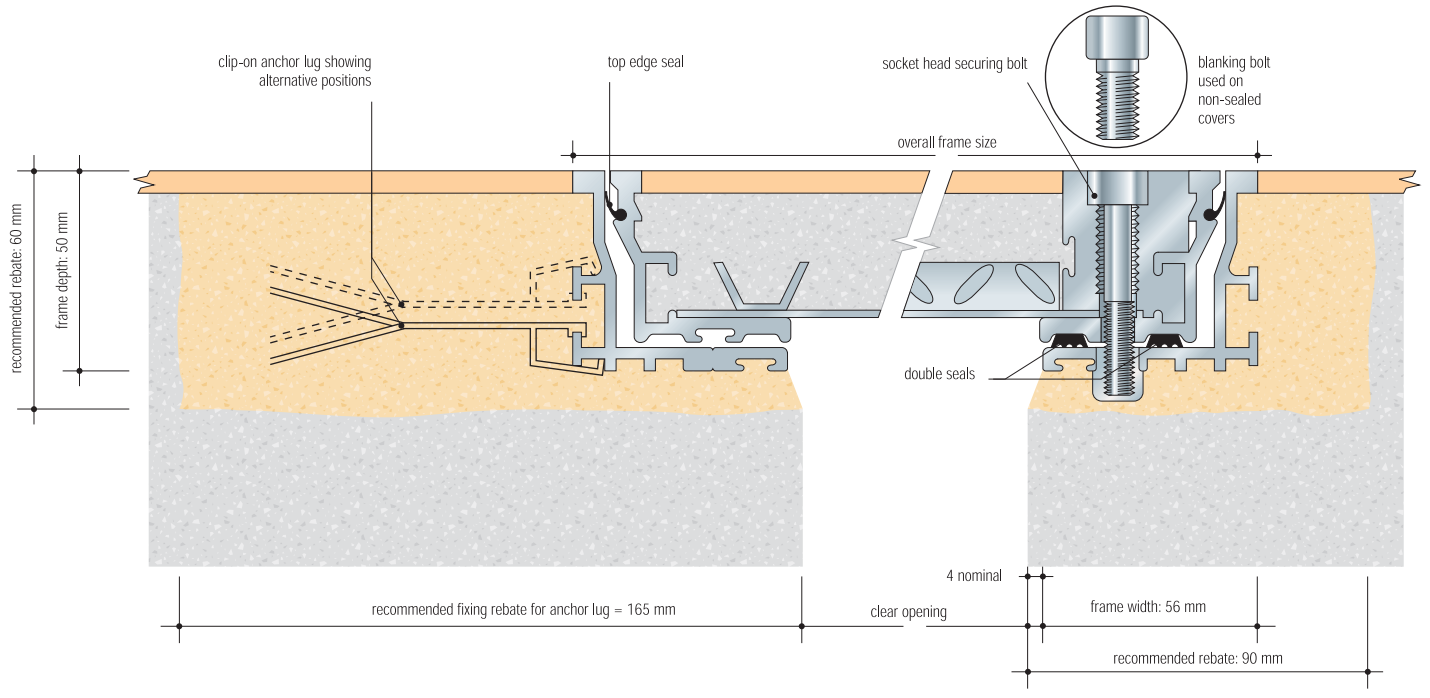 clip-on anchor lug showing
alternative positions
top edge seal
socket head securing bolt
blanking bolt
used on
non-sealed
covers
overall frame size
recommended rebate: 60 mm
frame depth: 50 mm
double seals
4 nominal
recommended fixing rebate for anchor lug = 165 mm
clear opening
frame width: 56 mm
recommended rebate: 90 mm